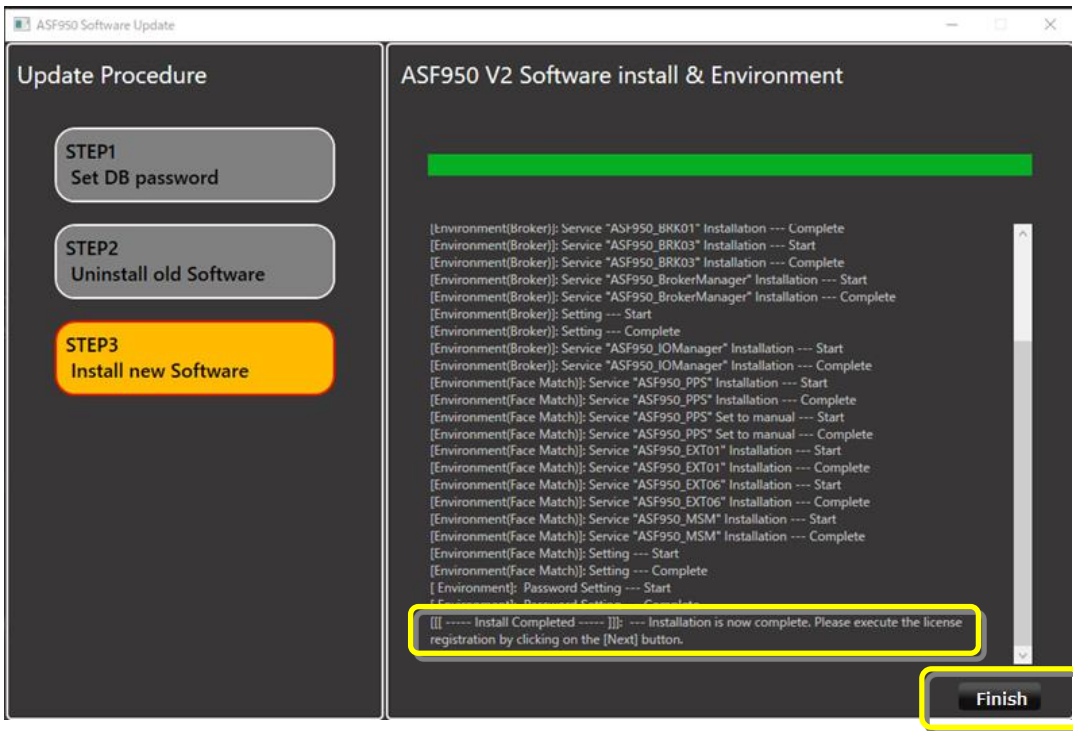 ASF950 Software Update
Update Procedure
STEP1
Set DB password
STEP2
Uninstall old Software
STEP3
Install new Software
ASF950 V2 Software install & Environment
[Environment(Broker)]: Service "ASF950_BRK01" Installation --- Complete
[Environment(Broker)]: Service "ASF950_BRK03" Installation --- Start
[Environment(Broker)]: Service "ASF950_BRK03" Installation --- Complete
[Environment(Broker)]: Service "ASF950_BrokerManager" Installation --- Start
[Environment(Broker)]: Service "ASF950_BrokerManager" Installation --- Complete
[Environment(Broker)]: Setting --- Start
[Environment(Broker)]: Setting --- Complete
[Environment(Broker)]: Service "ASF950_IOManager" Installation --- Start
[Environment(Broker)]: Service "ASF950_IOManager" Installation --- Complete
[Environment(Face Match)]: Service "ASF950_PPS" Installation --- Start
[Environment(Face Match)]: Service "ASF950_PPS" Installation --- Complete
[Environment(Face Match)]: Service "ASF950_PPS" Set to manual --- Start
[Environment(Face Match)]: Service "ASF950_PPS" Set to manual --- Complete
[Environment(Face Match)]: Service "ASF950_EXT01" Installation --- Start
[Environment(Face Match)]: Service "ASF950_EXT01" Installation --- Complete
[Environment(Face Match)]: Service "ASF950_EXT06" Installation --- Start
[Environment(Face Match)]: Service "ASF950_EXT06" Installation --- Complete
[Environment(Face Match)]: Service "ASF950_MSM" Installation --- Start
[Environment(Face Match)]: Service "ASF950_MSM" Installation --- Complete
[Environment(Face Match)]: Setting --- Start
[Environment(Face Match)]: Setting --- Complete
[ Environment]: Password Setting --- Start
[ Environment]: Password Setting --- Complete
[[[ ----- Install Completed ----- ]]]: --- Installation is now complete. Please execute the license
registration by clicking on the [Next] button.
Finish